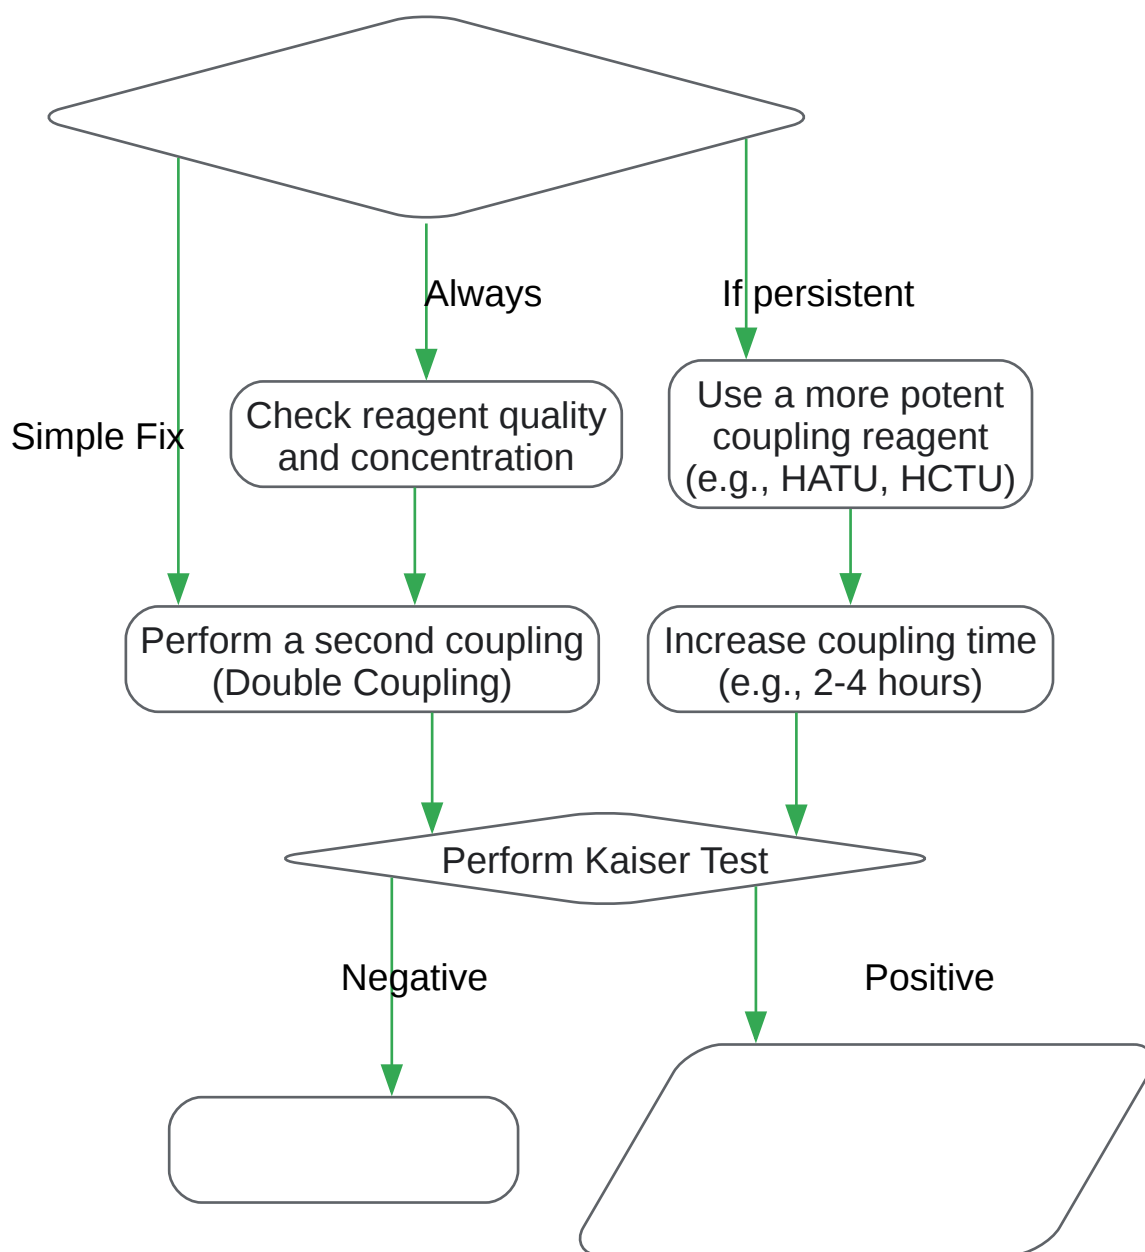 Always
If persistent
Simple Fix
Check reagent quality
and concentration
Use a more potent
coupling reagent
(e.g., HATU, HCTU)
Perform a second coupling
(Double Coupling)
Increase coupling time
(e.g., 2-4 hours)
Perform Kaiser Test
Negative
Positive